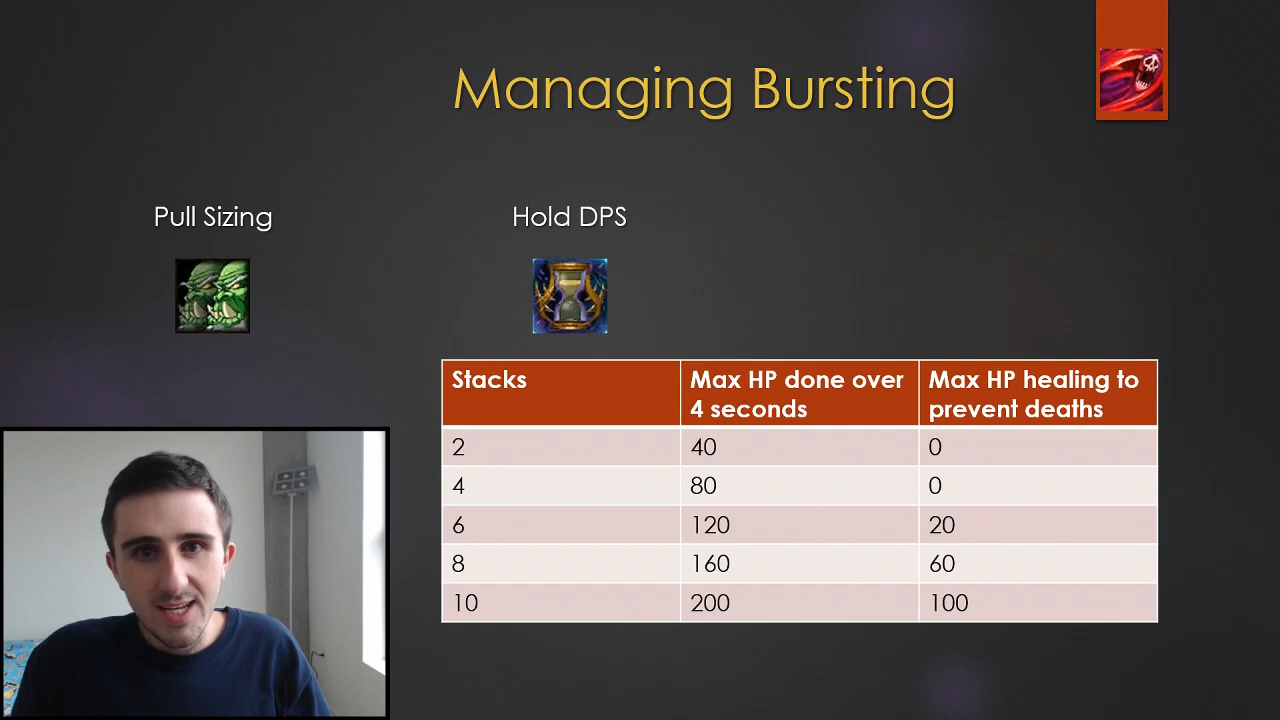 Managing Bursting
Pull Sizing
Hold DPS
Stacks
Max HP done over
4 seconds
Max HP healing to
prevent deaths
2 40 0
4 80 0
6 120 20
8 160 60
10 200 100